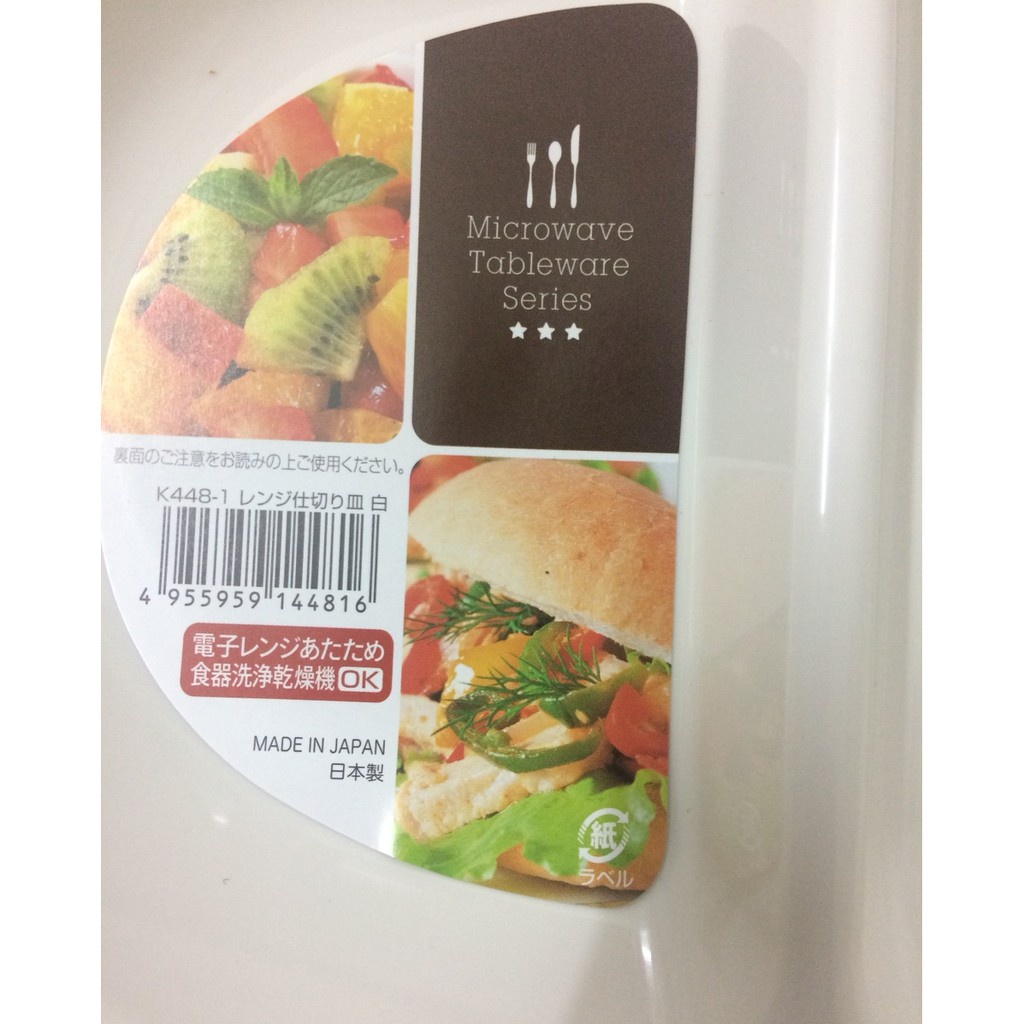 Microwave
Tableware
Series
裏面のご注意をお読みの上ご使用ください。
K448-1 レンジ仕切り皿 白
4 955959 144816
電子レンジあたため
食器洗浄乾燥機OK
MADE IN JAPAN
日本製
紙
ラベル